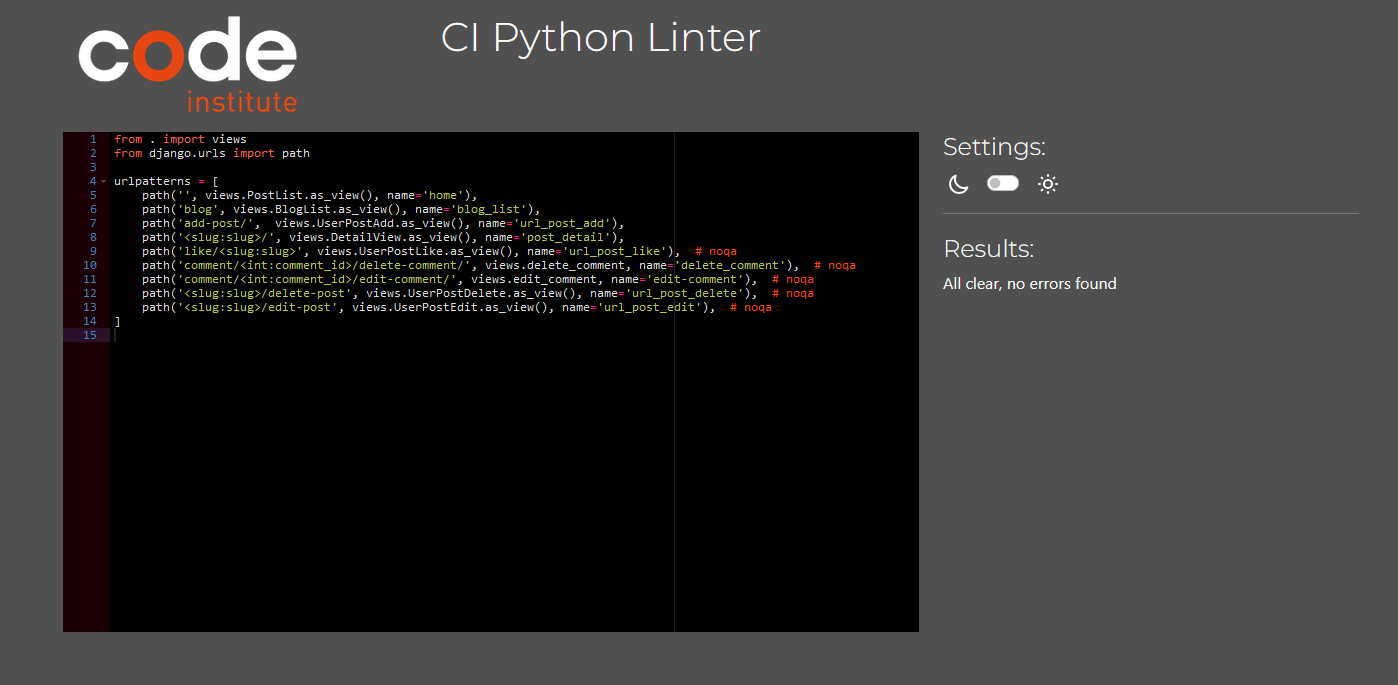 code
institute
CI Python Linter
1 from . import views
2 from django.urls import path
3
4 urlpatterns = [
5     path('', views.PostList.as_view(), name='home'),
6     path('blog', views.BlogList.as_view(), name='blog_list'),
7     path('add-post/',  views.UserPostAdd.as_view(), name='url_post_add'),
8     path('<slug:slug>/', views.DetailView.as_view(), name='post_detail'),
9     path('like/<slug:slug>', views.UserPostLike.as_view(), name='url_post_like'),  # noqa
10     path('comment/<int:comment_id>/delete-comment/', views.delete_comment, name='delete_comment'),  # noqa
11     path('comment/<int:comment_id>/edit-comment/', views.edit_comment, name='edit-comment'),  # noqa
12     path('<slug:slug>/delete-post', views.UserPostDelete.as_view(), name='url_post_delete'),  # noqa
13     path('<slug:slug>/edit-post', views.UserPostEdit.as_view(), name='url_post_edit'),  # noqa
14 ]
15
Settings:
Results:
All clear, no errors found